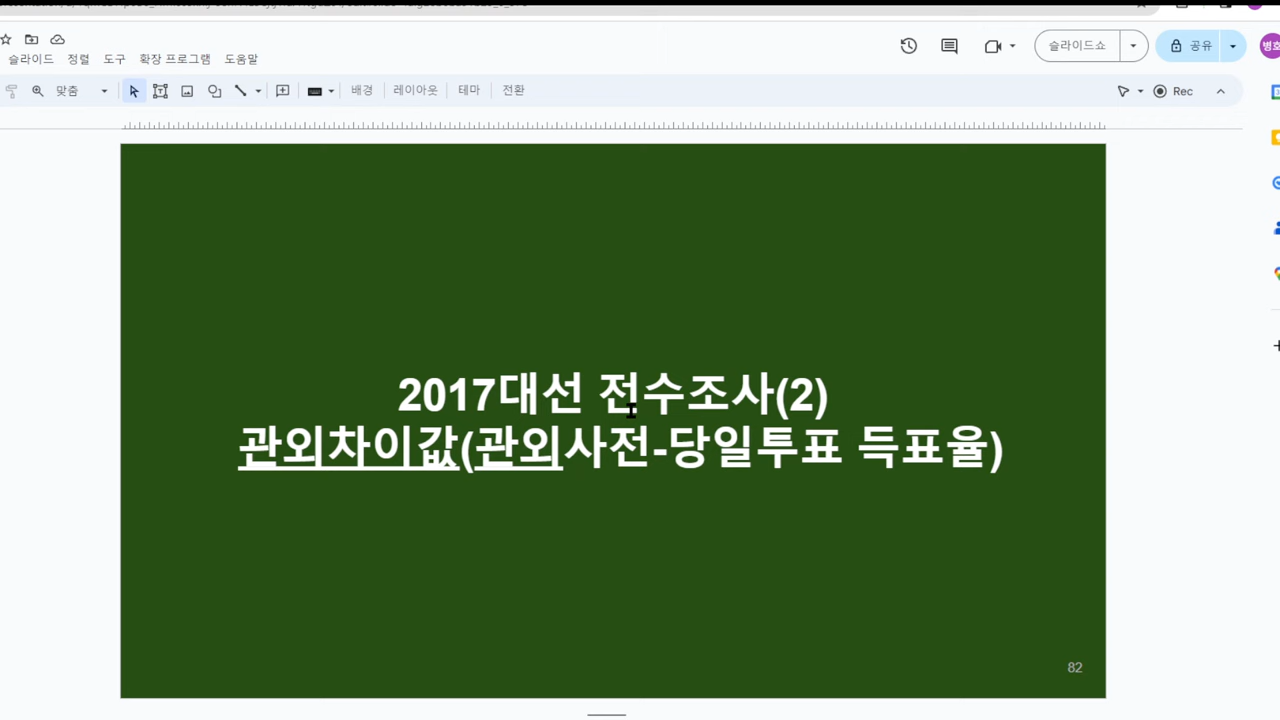 슬라이드 정렬 도구 확장 프로그램 도움말
슬라이드쇼
공유
병호
맞춤
배경 레이아웃 테마 전환
Rec
2017대선 전수조사(2)
관외차이값(관외사전-당일투표 득표율)
82